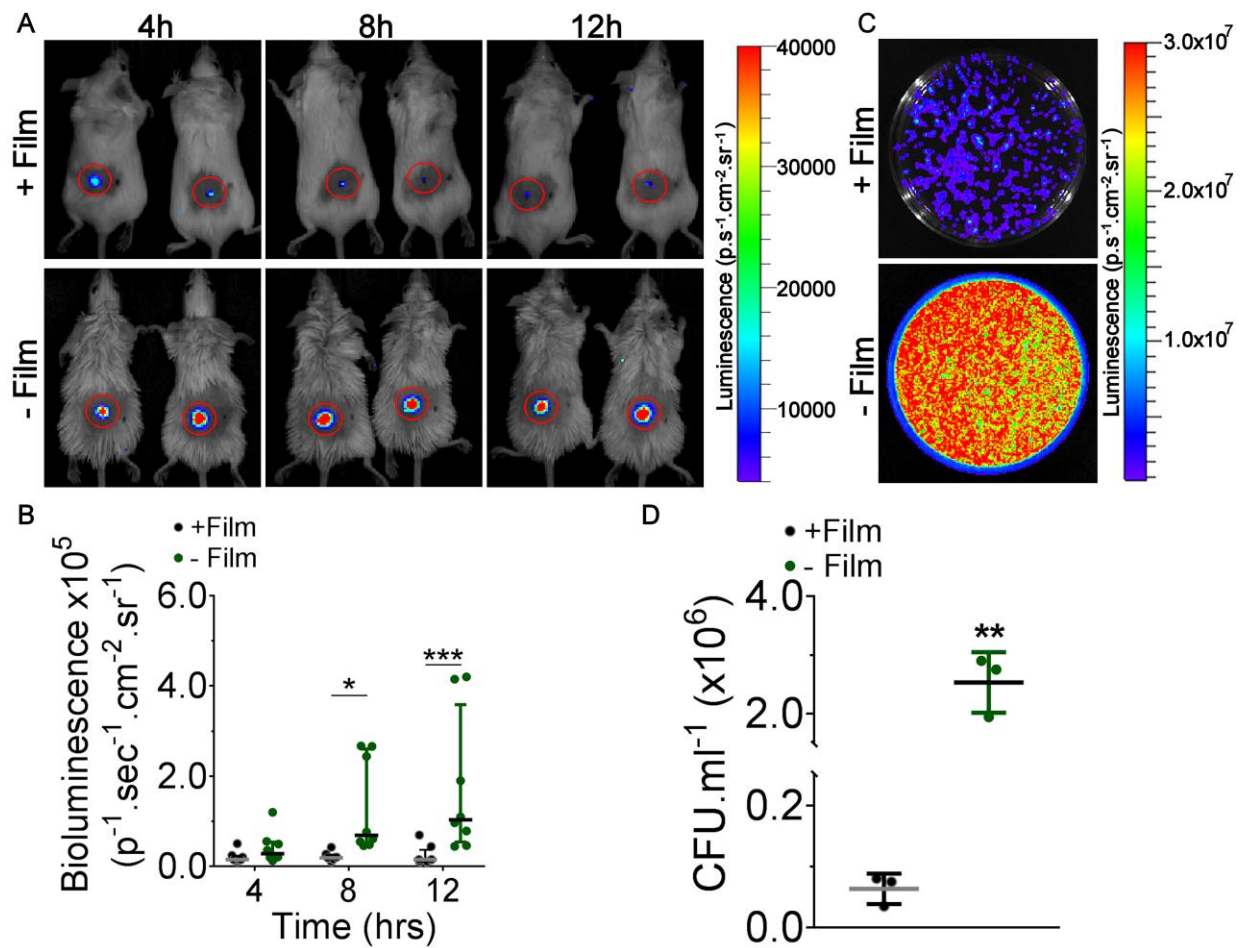 A
4h
8h
12h
+ Film
- Film
40000
30000
20000
10000
Luminescence (p.s⁻¹.cm⁻².sr⁻¹)
C
+ Film
- Film
3.0x10⁷
2.0x10⁷
1.0x10⁷
Luminescence (p.s⁻¹.cm⁻².sr⁻¹)
B
+Film
- Film
Bioluminescence x10⁵
(p⁻¹.sec⁻¹.cm⁻².sr⁻¹)
6.0
4.0
2.0
0.0
*
***
4
8
12
Time (hrs)
D
+Film
- Film
CFU.ml⁻¹ (x10⁶)
4.0
2.0
0.2
0.0
**